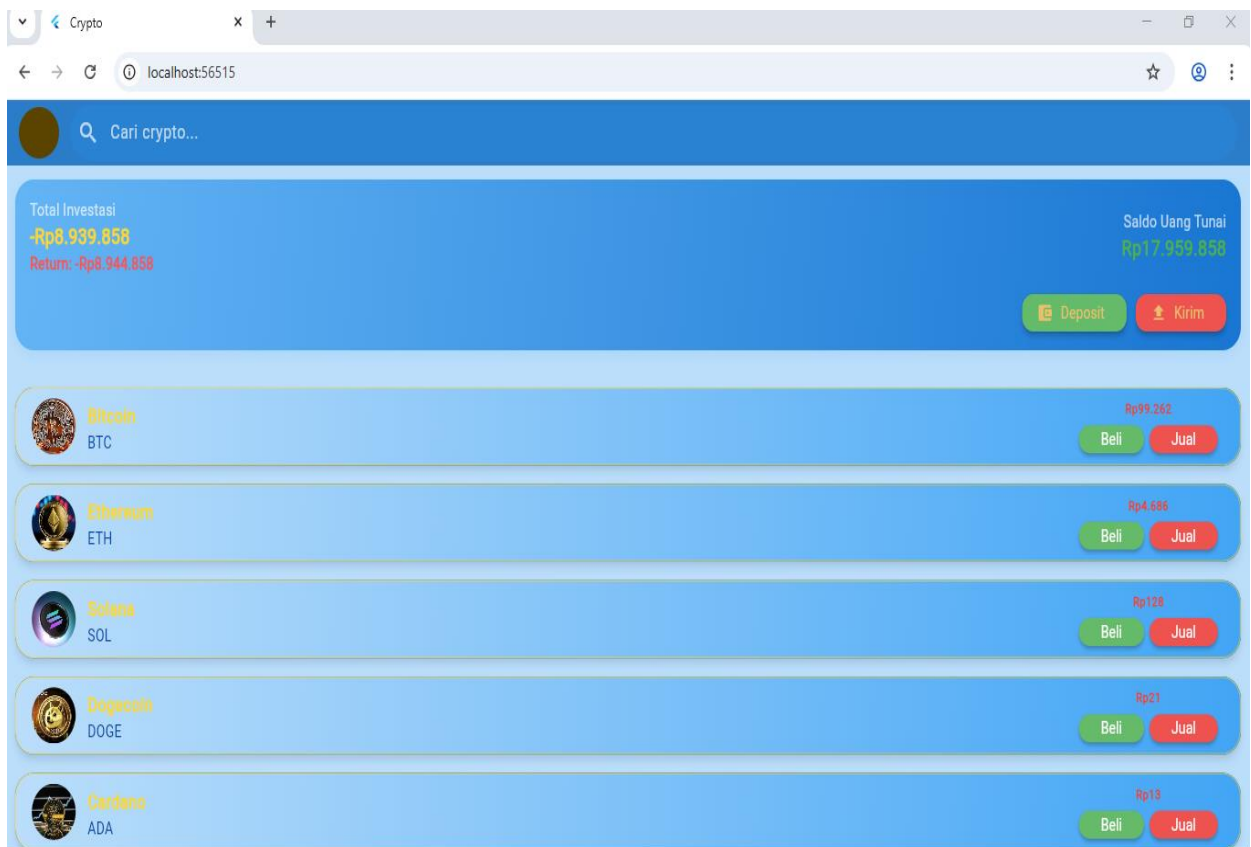 Crypto
localhost:56515
Cari crypto...
Total Investasi
-Rp8.939.858
Return: -Rp8.944.858
Saldo Uang Tunai
Rp17.959.858
Deposit
Kirim
Bitcoin
BTC
Rp99.262
Beli
Jual
Ethereum
ETH
Rp4.686
Beli
Jual
Solana
SOL
Rp128
Beli
Jual
Dogecoin
DOGE
Rp21
Beli
Jual
Cardano
ADA
Rp13
Beli
Jual